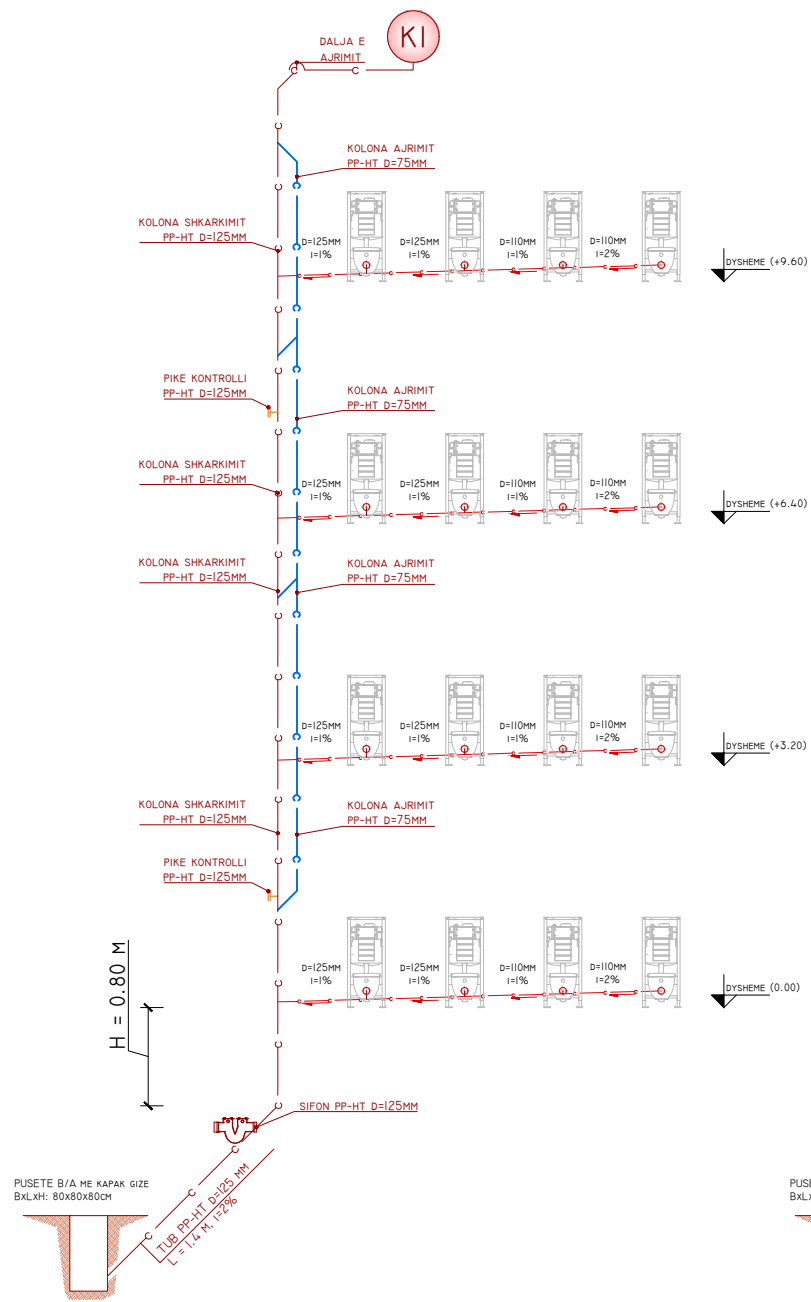 DALJA E
AJRIMIT
K1
KOLONA AJRIMIT
PP-HT D=75MM
KOLONA SHKARKIMIT
PP-HT D=125MM
D=125MM
I=1%
D=125MM
I=1%
D=110MM
I=1%
D=110MM
I=2%
DYSHEME (+9.60)
PIKE KONTROLLI
PP-HT D=125MM
KOLONA AJRIMIT
PP-HT D=75MM
KOLONA SHKARKIMIT
PP-HT D=125MM
D=125MM
I=1%
D=125MM
I=1%
D=110MM
I=1%
D=110MM
I=2%
DYSHEME (+6.40)
KOLONA SHKARKIMIT
PP-HT D=125MM
KOLONA AJRIMIT
PP-HT D=75MM
D=125MM
I=1%
D=125MM
I=1%
D=110MM
I=1%
D=110MM
I=2%
DYSHEME (+3.20)
KOLONA SHKARKIMIT
PP-HT D=125MM
KOLONA AJRIMIT
PP-HT D=75MM
PIKE KONTROLLI
PP-HT D=125MM
D=125MM
I=1%
D=125MM
I=1%
D=110MM
I=1%
D=110MM
I=2%
DYSHEME (0.00)
H = 0.80 M
SIFON PP-HT D=125MM
TUB PP-HT D=125 MM
L = 1.4 M, I=2%
PUSETE B/A ME KAPAK GIZE
BxLxH: 80x80x80CM
PUSE
BxL